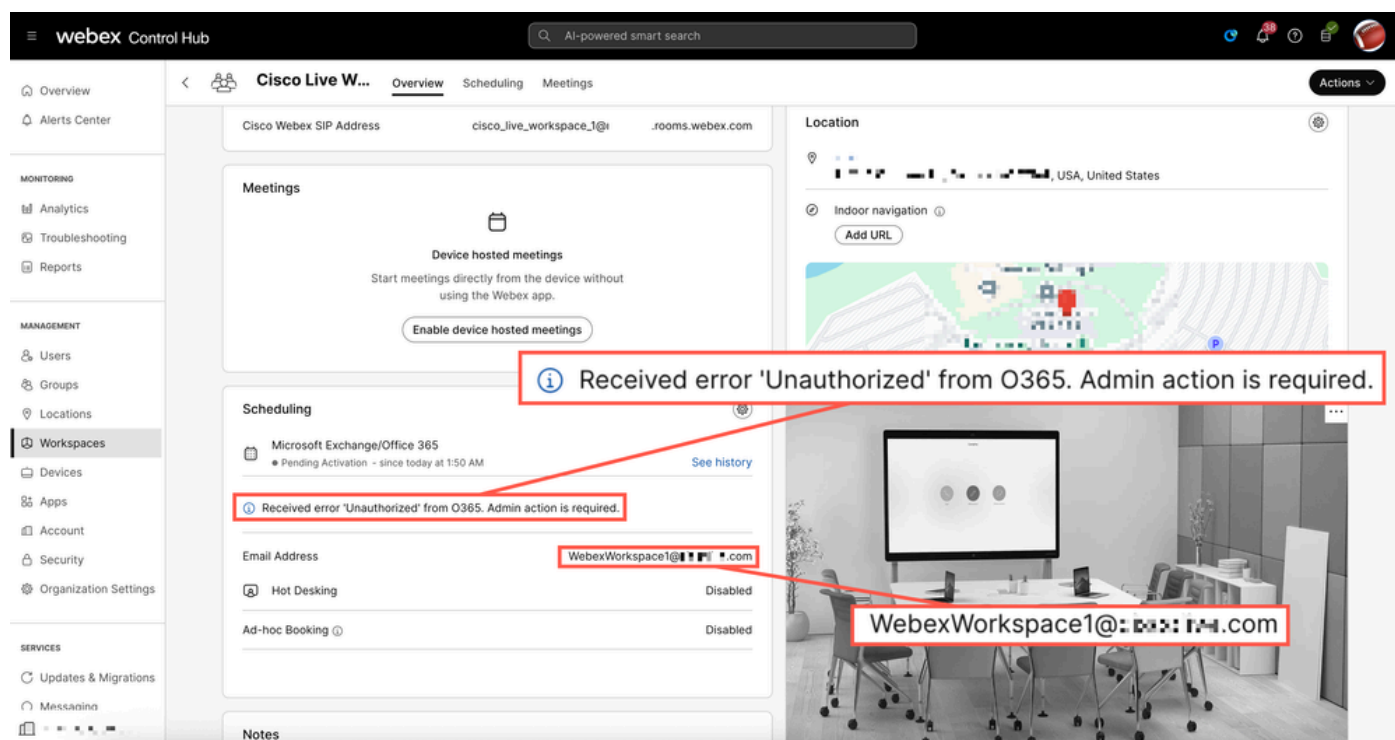 webex Control Hub
AI-powered smart search
38
Overview
Alerts Center
MONITORING
Analytics
Troubleshooting
Reports
MANAGEMENT
Users
Groups
Locations
Workspaces
Devices
Apps
Account
Security
Organization Settings
SERVICES
Updates & Migrations
Messaging
Cisco Live W... Overview Scheduling Meetings
Actions
Cisco Webex SIP Address cisco_live_workspace_1@ .rooms.webex.com
Meetings
Device hosted meetings
Start meetings directly from the device without
using the Webex app.
Enable device hosted meetings
Scheduling
Microsoft Exchange/Office 365
Pending Activation - since today at 1:50 AM
See history
Received error 'Unauthorized' from O365. Admin action is required.
Email Address WebexWorkspace1@ .com
Hot Desking Disabled
Ad-hoc Booking Disabled
Notes
Location
, USA, United States
Indoor navigation
Add URL
P
Received error 'Unauthorized' from O365. Admin action is required.
WebexWorkspace1@ .com